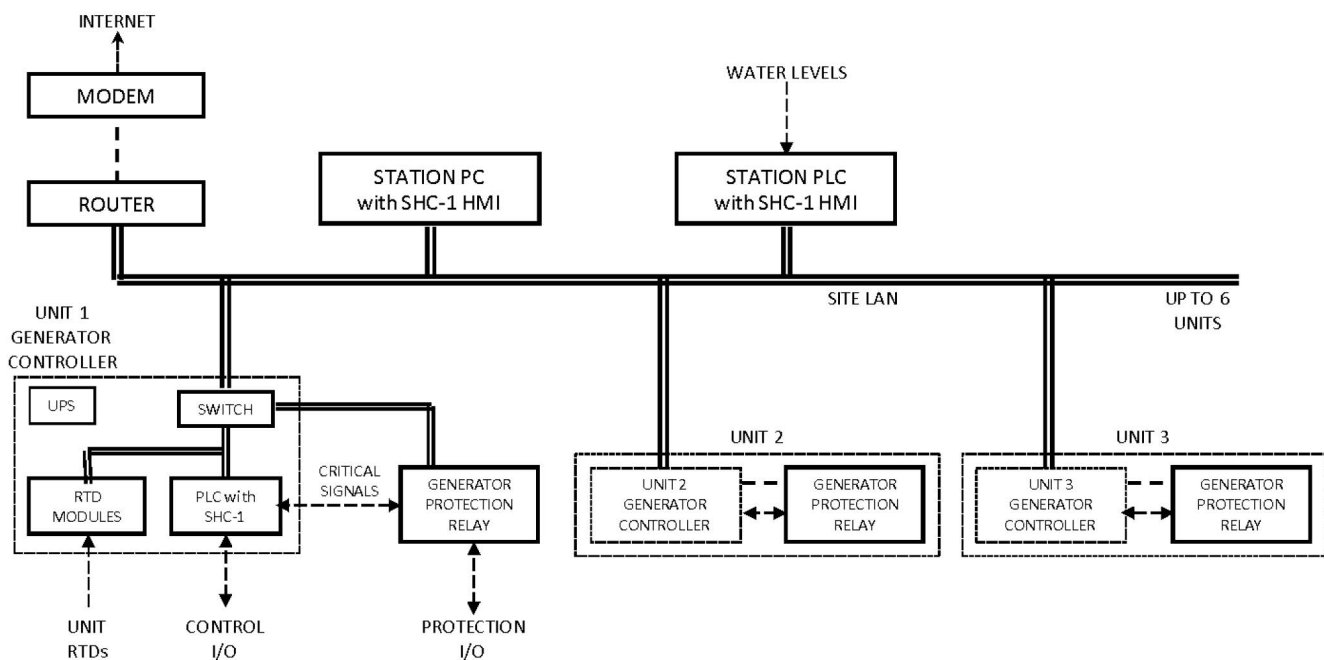 INTERNET
MODEM
ROUTER
STATION PC
with SHC-1 HMI
WATER LEVELS
STATION PLC
with SHC-1 HMI
SITE LAN
UP TO 6
UNITS
UNIT 1
GENERATOR
CONTROLLER
UPS
SWITCH
RTD
MODULES
PLC with
SHC-1
CRITICAL
SIGNALS
GENERATOR
PROTECTION
RELAY
UNIT
RTDs
CONTROL
I/O
PROTECTION
I/O
UNIT 2
UNIT 2
GENERATOR
CONTROLLER
GENERATOR
PROTECTION
RELAY
UNIT 3
UNIT 3
GENERATOR
CONTROLLER
GENERATOR
PROTECTION
RELAY